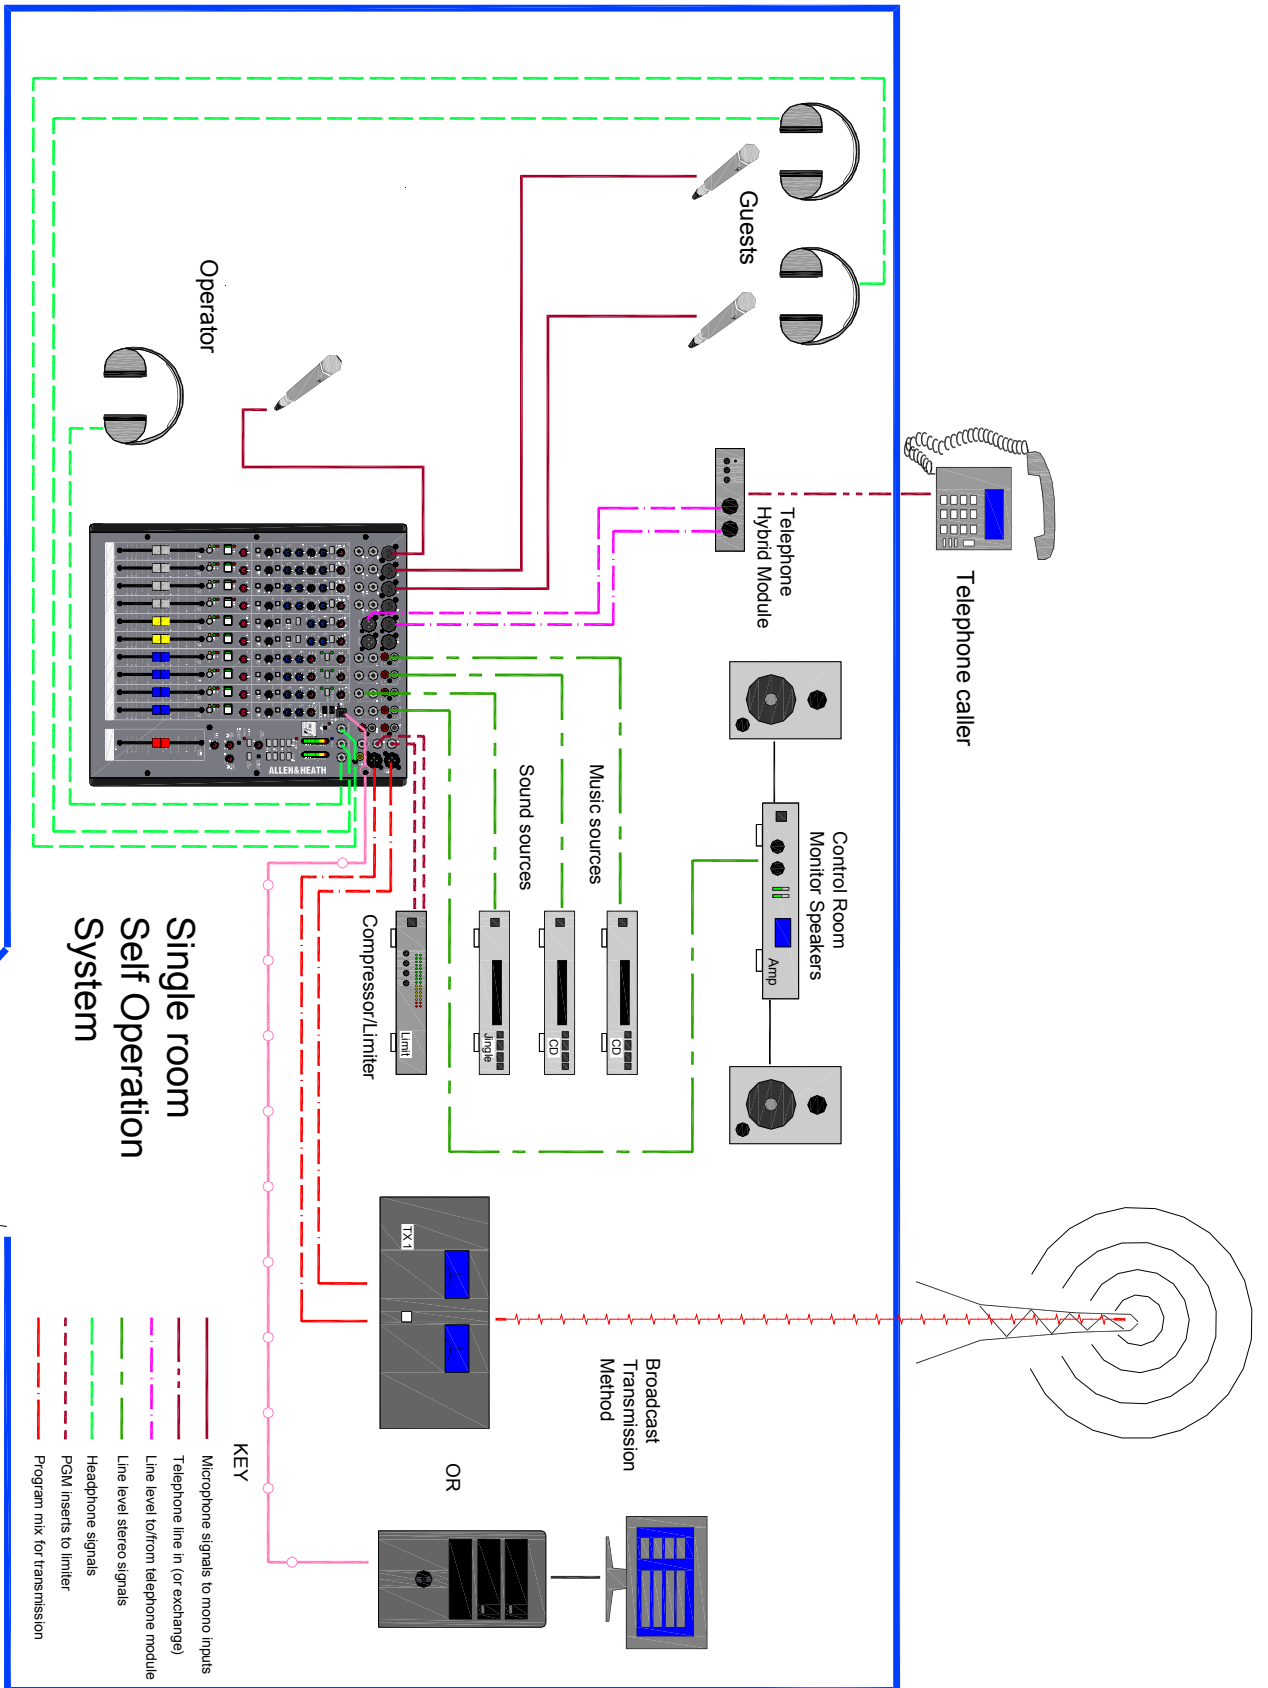 Telephone caller
Guests
Telephone
Hybrid Module
Control Room
Monitor Speakers
Amp
Operator
Music sources
Sound sources
CD
CD
Jingle
Limit
Compressor/Limiter
ALLEN&HEATH
Broadcast
Transmission
Method
TX1
OR
Single room
Self Operation
System
KEY
Microphone signals to mono inputs
Telephone line in (or exchange)
Line level to/from telephone module
Line level stereo signals
Headphone signals
PGM inserts to limiter
Program mix for transmission